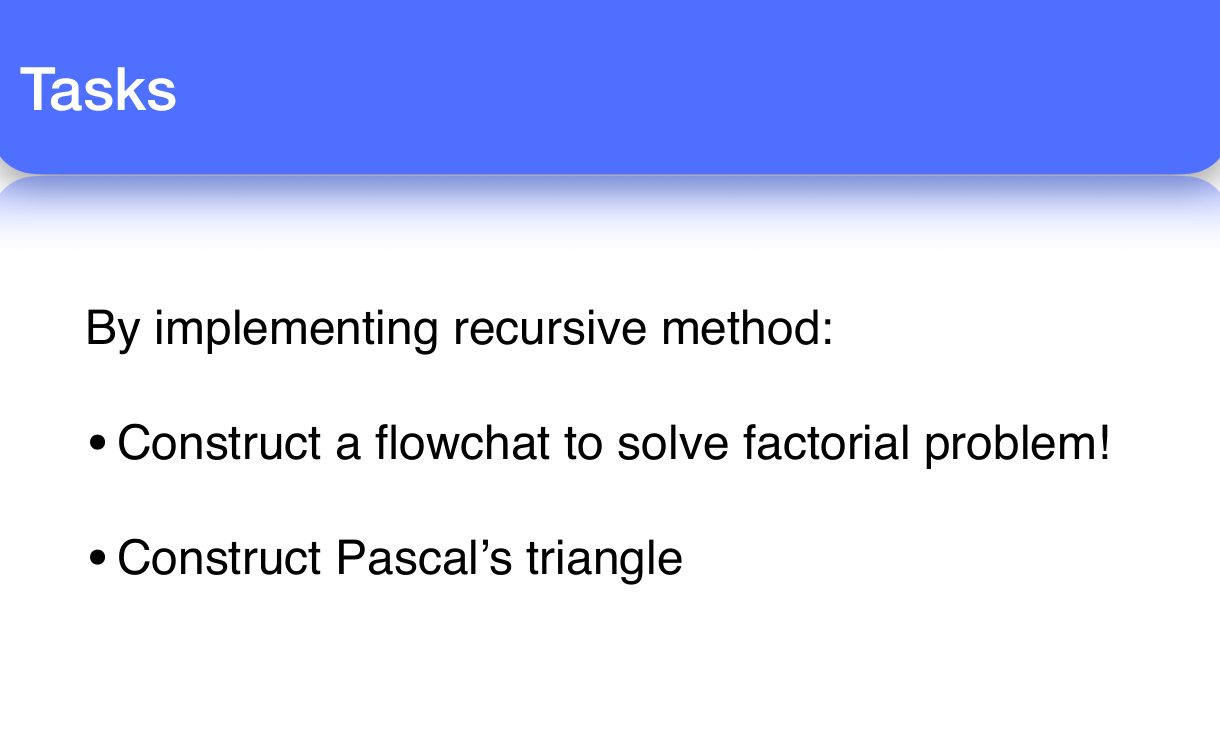 Tasks
By implementing recursive method:
• Construct a flowchat to solve factorial problem!
• Construct Pascal’s triangle